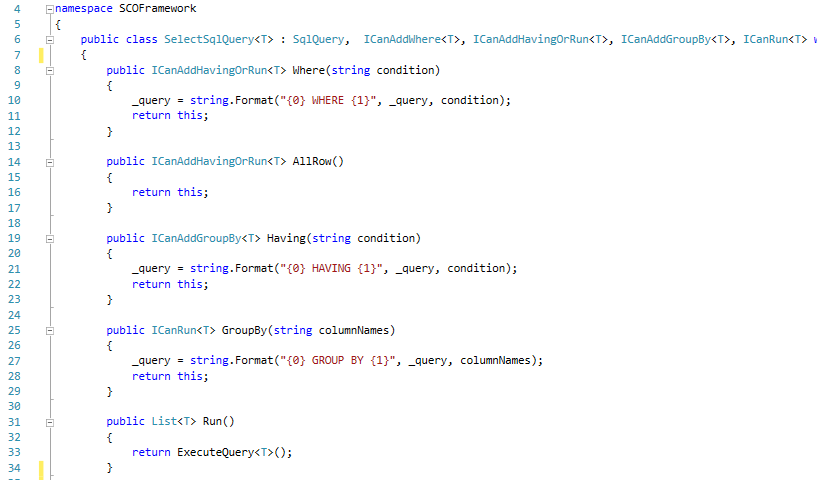 4 namespace SCOFramework
5 {
6 public class SelectSqlQuery<T> : SqlQuery, ICanAddWhere<T>, ICanAddHavingOrRun<T>, ICanAddGroupBy<T>, ICanRun<T>
7 {
8 public ICanAddHavingOrRun<T> Where(string condition)
9 {
10 _query = string.Format("{0} WHERE {1}", _query, condition);
11 return this;
12 }
13
14 public ICanAddHavingOrRun<T> AllRow()
15 {
16 return this;
17 }
18
19 public ICanAddGroupBy<T> Having(string condition)
20 {
21 _query = string.Format("{0} HAVING {1}", _query, condition);
22 return this;
23 }
24
25 public ICanRun<T> GroupBy(string columnNames)
26 {
27 _query = string.Format("{0} GROUP BY {1}", _query, columnNames);
28 return this;
29 }
30
31 public List<T> Run()
32 {
33 return ExecuteQuery<T>();
34 }